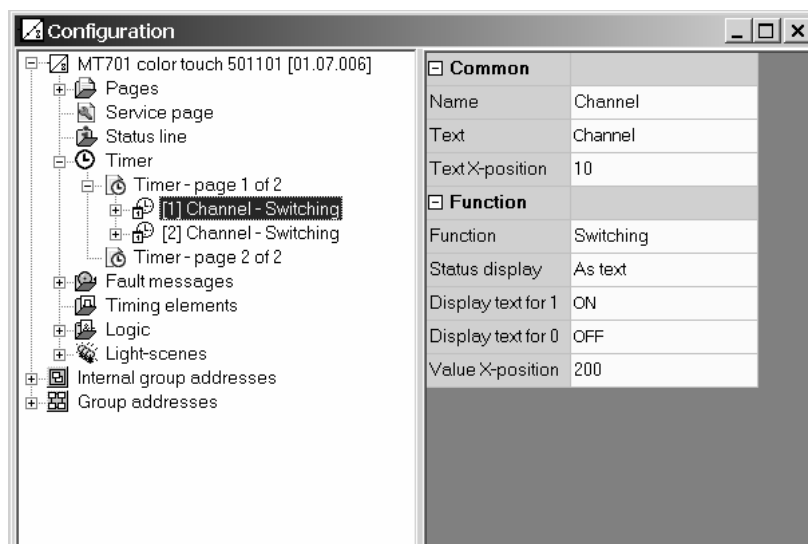 Configuration
MT701 color touch 501101 [01.07.006]
Pages
Service page
Status line
Timer
Timer - page 1 of 2
[1] Channel - Switching
[2] Channel - Switching
Timer - page 2 of 2
Fault messages
Timing elements
Logic
Light-scenes
Internal group addresses
Group addresses
Common
Name Channel
Text Channel
Text X-position 10
Function
Function Switching
Status display As text
Display text for 1 ON
Display text for 0 OFF
Value X-position 200